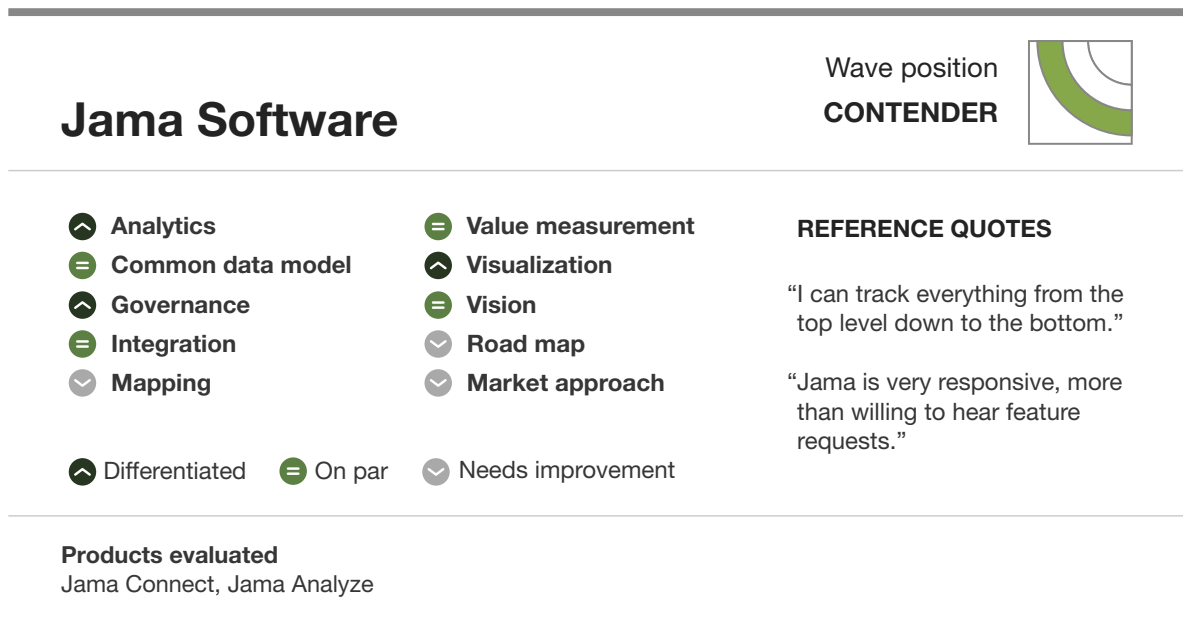 Jama Software
Wave position
CONTENDER
Analytics
Common data model
Governance
Integration
Mapping
Value measurement
Visualization
Vision
Road map
Market approach
Differentiated
On par
Needs improvement
REFERENCE QUOTES
“I can track everything from the
top level down to the bottom.”
“Jama is very responsive, more
than willing to hear feature
requests.”
Products evaluated
Jama Connect, Jama Analyze